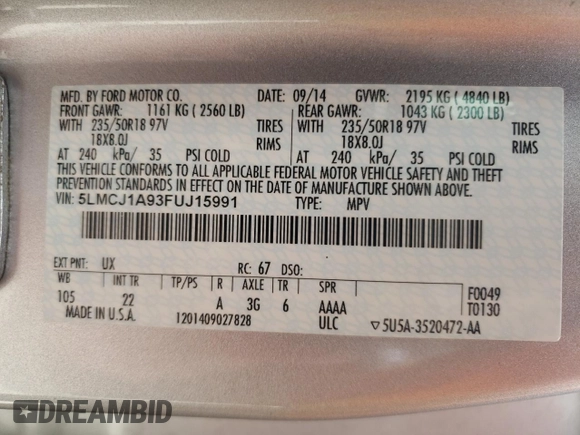 MFD. BY FORD MOTOR CO. DATE: 09/14 GVWR: 2195 KG ( 4840 LB)
FRONT GAWR: 1161 KG ( 2560 LB) REAR GAWR: 1043 KG ( 2300 LB)
WITH 235/50R18 97V TIRES WITH 235/50R18 97V TIRES
18X8.0J RIMS 18X8.0J RIMS
AT 240 kPa/ 35 PSI COLD AT 240 kPa/ 35 PSI COLD
THIS VEHICLE CONFORMS TO ALL APPLICABLE FEDERAL MOTOR VEHICLE SAFETY AND THEFT
PREVENTION STANDARDS IN EFFECT ON THE DATE OF MANUFACTURE SHOWN ABOVE.
VIN: 5LMCJ1A93FUJ15991 TYPE: MPV
EXT PNT: UX RC: 67 DSO:
WB INT TR TP/PS R A TR SPR F0049
105 22 A 3G 6 AAAA T0130
MADE IN U.S.A. 1201409027828 ULC ▽5U5A-3520472-AA
DREAMBID